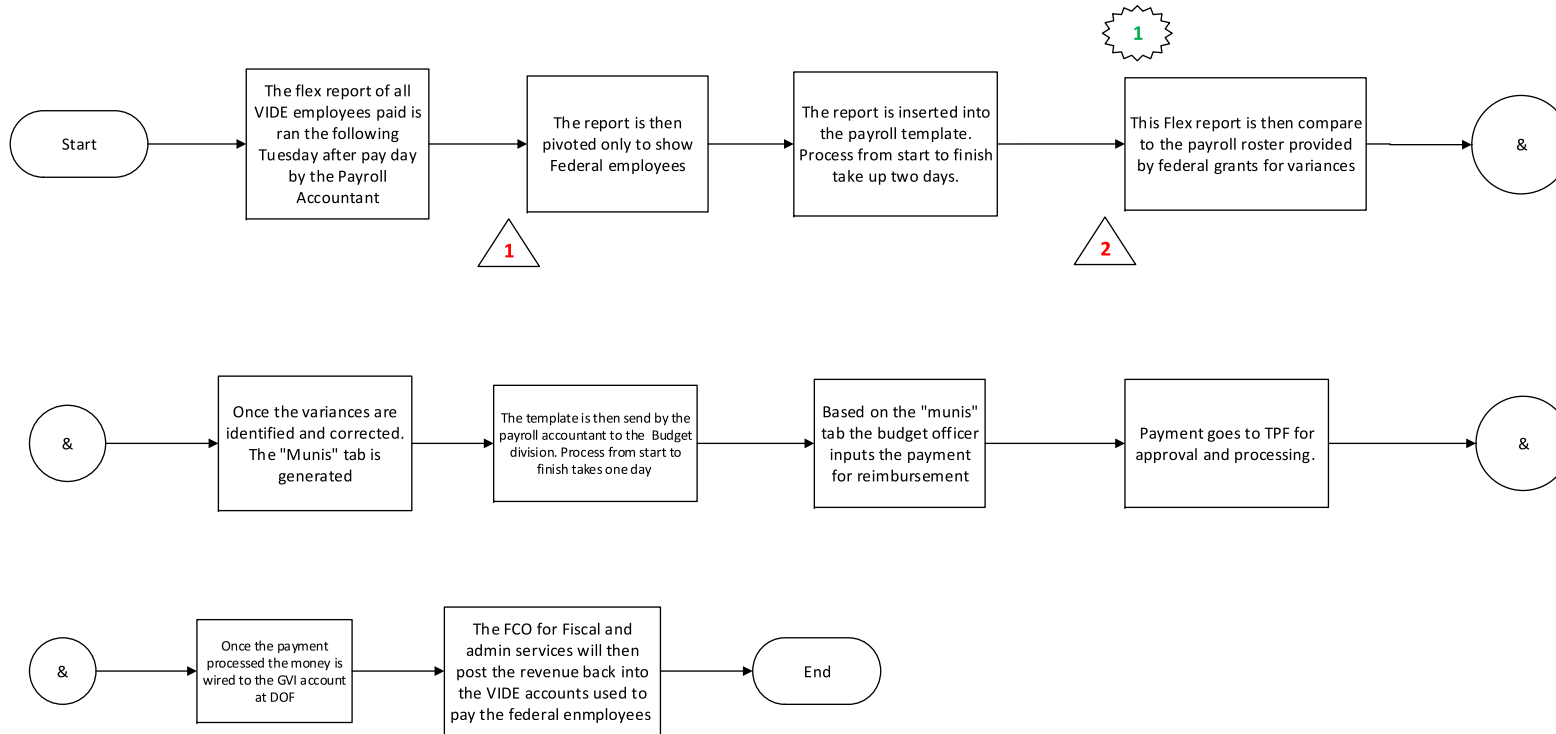 1
Start
The flex report of all
VIDE employees paid is
ran the following
Tuesday after pay day
by the Payroll
Accountant
The report is then
pivoted only to show
Federal employees
The report is inserted into
the payroll template.
Process from start to finish
take up two days.
This Flex report is then compare
to the payroll roster provided
by federal grants for variances
&
1
2
&
Once the variances are
identified and corrected.
The "Munis" tab is
generated
The template is then send by the
payroll accountant to the Budget
division. Process from start to
finish takes one day
Based on the "munis"
tab the budget officer
inputs the payment
for reimbursement
Payment goes to TPF for
approval and processing.
&
&
Once the payment
processed the money is
wired to the GVI account
at DOF
The FCO for Fiscal and
admin services will then
post the revenue back into
the VIDE accounts used to
pay the federal enmployees
End